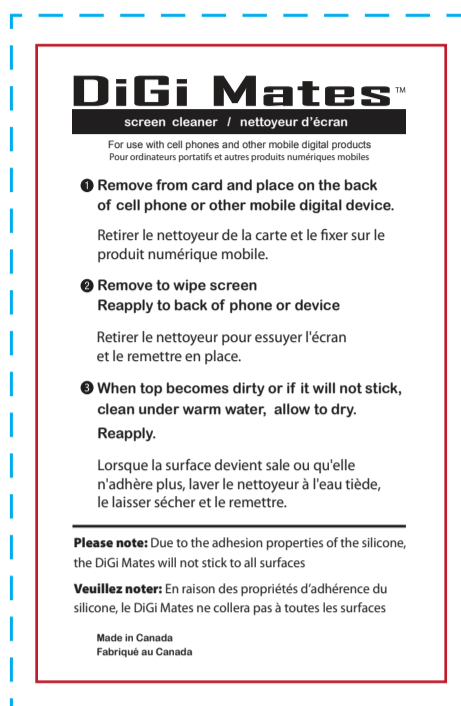 DiGi Mates™
screen cleaner / nettoyeur d'écran
For use with cell phones and other mobile digital products
Pour ordinateurs portatifs et autres produits numériques mobiles
❶ Remove from card and place on the back
of cell phone or other mobile digital device.
Retirer le nettoyeur de la carte et le fixer sur le
produit numérique mobile.
❷ Remove to wipe screen
Reapply to back of phone or device
Retirer le nettoyeur pour essuyer l'écran
et le remettre en place.
❸ When top becomes dirty or if it will not stick,
clean under warm water, allow to dry.
Reapply.
Lorsque la surface devient sale ou qu'elle
n'adhère plus, laver le nettoyeur à l'eau tiède,
le laisser sécher et le remettre.
Please note: Due to the adhesion properties of the silicone,
the DiGi Mates will not stick to all surfaces
Veuillez noter: En raison des propriétés d'adhérence du
silicone, le DiGi Mates ne collera pas à toutes les surfaces
Made in Canada
Fabriqué au Canada